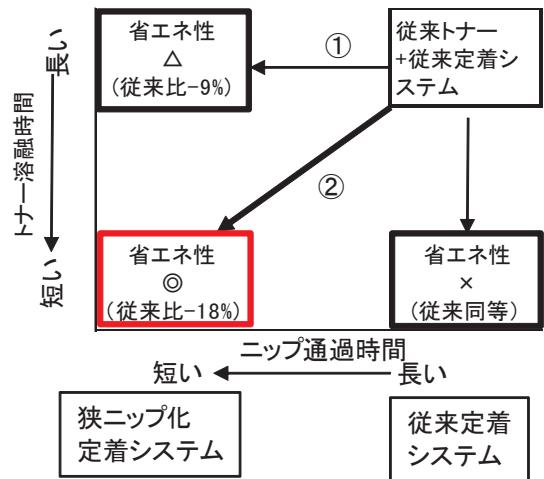 省エネ性
△
(従来比-9%)
①
従来トナー
+従来定着シ
ステム
②
長い
トナー溶融時間
短い
省エネ性
◎
(従来比-18%)
省エネ性
×
(従来同等)
ニップ通過時間
短い
長い
狭ニップ化
定着システム
従来定着
システム